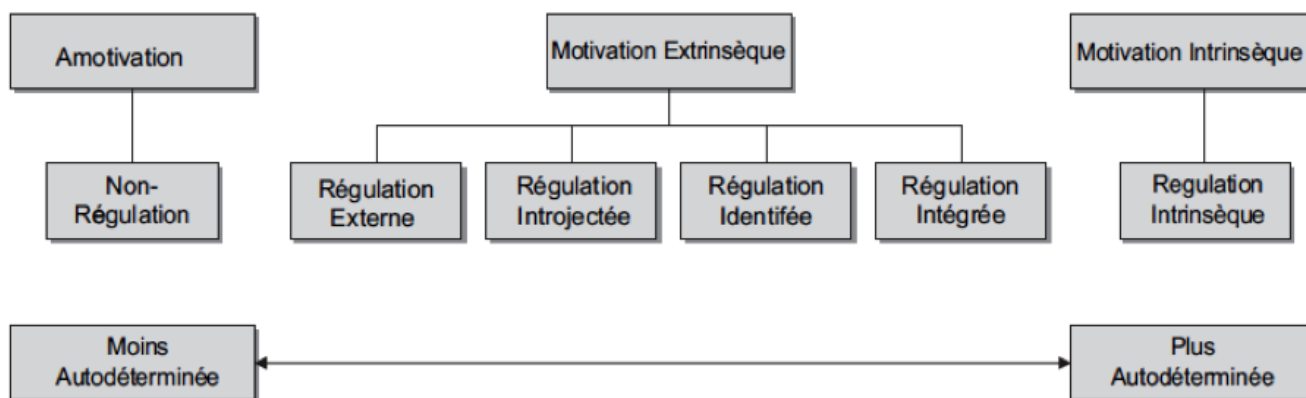 Amotivation
Motivation Extrinsèque
Motivation Intrinsèque
Non-
Régulation
Régulation
Externe
Régulation
Introjectée
Régulation
Identifée
Régulation
Intégrée
Regulation
Intrinsèque
Moins
Autodéterminée
Plus
Autodéterminée